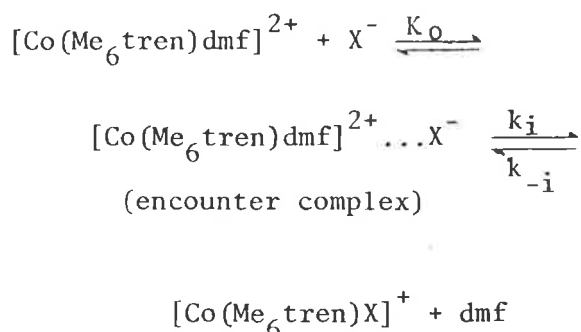 [Co(Me₆tren)dmf]²⁺ + X⁻ ⇌ K₀
[Co(Me₆tren)dmf]²⁺...X⁻ ⇌ kᵢ k₋ᵢ
(encounter complex)
[Co(Me₆tren)X]⁺ + dmf